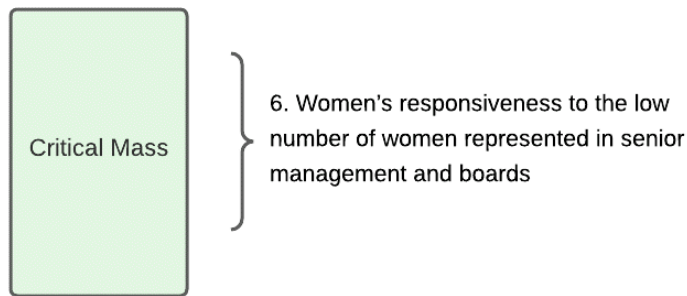 Critical Mass
6. Women's responsiveness to the low
number of women represented in senior
management and boards